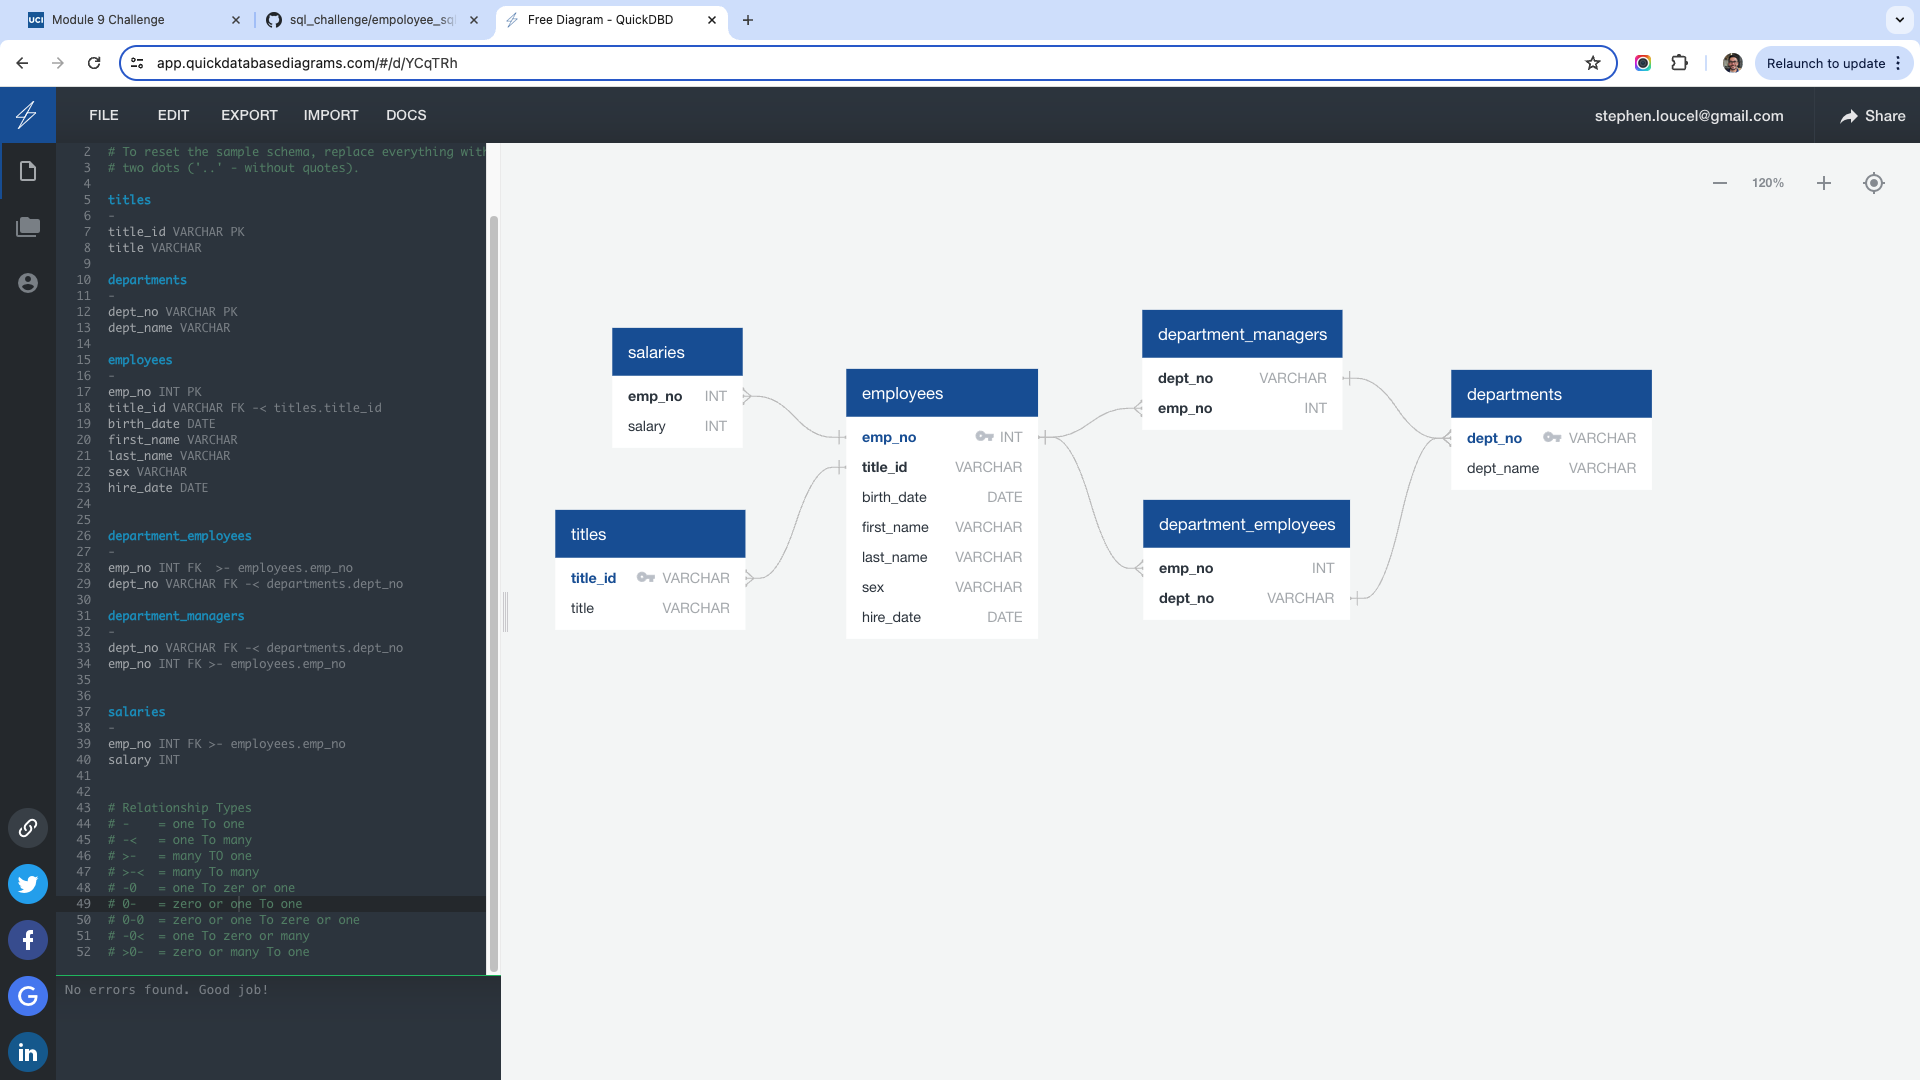 UCI Module 9 Challenge
sql_challenge/empoloyee_sql
Free Diagram - QuickDBD
app.quickdatabasediagrams.com/#/d/YCqTRh
Relaunch to update
FILE EDIT EXPORT IMPORT DOCS
stephen.loucel@gmail.com
Share
2 # To reset the sample schema, replace everything with
3 # two dots ('..' - without quotes).
4
5 titles
6 -
7 title_id VARCHAR PK
8 title VARCHAR
9
10 departments
11 -
12 dept_no VARCHAR PK
13 dept_name VARCHAR
14
15 employees
16 -
17 emp_no INT PK
18 title_id VARCHAR FK -< titles.title_id
19 birth_date DATE
20 first_name VARCHAR
21 last_name VARCHAR
22 sex VARCHAR
23 hire_date DATE
24
25
26 department_employees
27 -
28 emp_no INT FK  >- employees.emp_no
29 dept_no VARCHAR FK -< departments.dept_no
30
31 department_managers
32 -
33 dept_no VARCHAR FK -< departments.dept_no
34 emp_no INT FK >- employees.emp_no
35
36
37 salaries
38 -
39 emp_no INT FK >- employees.emp_no
40 salary INT
41
42
43 # Relationship Types
44 # -    = one To one
45 # -<   = one To many
46 # >-   = many TO one
47 # >-<  = many To many
48 # -0   = one To zer or one
49 # 0-   = zero or one To one
50 # 0-0  = zero or one To zere or one
51 # -0<  = one To zero or many
52 # >0-  = zero or many To one
No errors found. Good job!
120%
salaries
emp_no INT
salary INT
titles
title_id VARCHAR
title VARCHAR
employees
emp_no INT
title_id VARCHAR
birth_date DATE
first_name VARCHAR
last_name VARCHAR
sex VARCHAR
hire_date DATE
department_managers
dept_no VARCHAR
emp_no INT
department_employees
emp_no INT
dept_no VARCHAR
departments
dept_no VARCHAR
dept_name VARCHAR